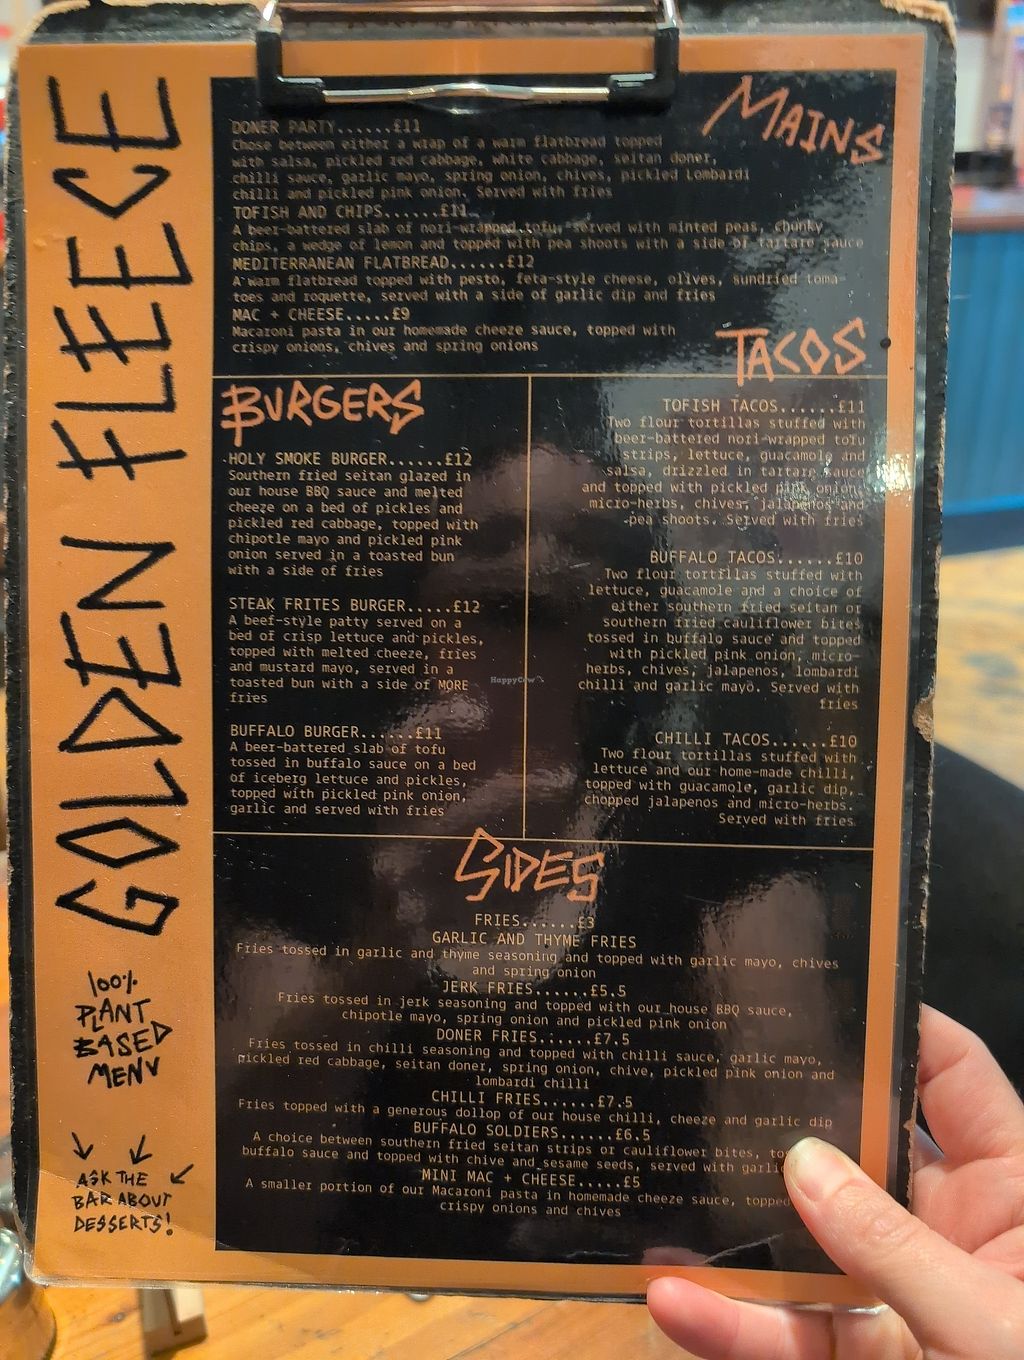 GOLDEN FLEECE
100%
PLANT
BASED
MENU
ASK THE
BAR ABOUT
DESSERTS!
MAINS
DONER PARTY......£11
Chose between either a wrap of a warm flatbread topped
with salsa, pickled red cabbage, white cabbage, seitan doner,
chilli sauce, garlic mayo, spring onion, chives, pickled Lombardi
chilli and pickled pink onion. Served with fries
TOFISH AND CHIPS......£11
A beer-battered slab of nori-wrapped tofu, served with minted peas, chunky
chips, a wedge of lemon and topped with pea shoots with a side of tartare sauce
MEDITERRANEAN FLATBREAD......£12
A warm flatbread topped with pesto, feta-style cheese, olives, sundried toma-
toes and roquette, served with a side of garlic dip and fries
MAC + CHEESE.....£9
Macaroni pasta in our homemade cheeze sauce, topped with
crispy onions, chives and spring onions
BURGERS
HOLY SMOKE BURGER......£12
Southern fried seitan glazed in
our house BBQ sauce and melted
cheeze on a bed of pickles and
pickled red cabbage, topped with
chipotle mayo and pickled pink
onion served in a toasted bun
with a side of fries
STEAK FRITES BURGER.....£12
A beef-style patty served on a
bed of crisp lettuce and pickles,
topped with melted cheeze, fries
and mustard mayo, served in a
toasted bun with a side of MORE
fries
BUFFALO BURGER......£11
A beer-battered slab of tofu
tossed in buffalo sauce on a bed
of iceberg lettuce and pickles,
topped with pickled pink onion,
garlic and served with fries
TACOS
TOFISH TACOS......£11
Two flour tortillas stuffed with
beer-battered nori-wrapped tofu
strips, lettuce, guacamole and
salsa, drizzled in tartare sauce
and topped with pickled pink onion,
micro-herbs, chives, jalapenos and
pea shoots. Served with fries
BUFFALO TACOS......£10
Two flour tortillas stuffed with
lettuce, guacamole and a choice of
either southern fried seitan or
southern fried cauliflower bites
tossed in buffalo sauce and topped
with pickled pink onion, micro-
herbs, chives, jalapenos, lombardi
chilli and garlic mayo. Served with
fries
CHILLI TACOS......£10
Two flour tortillas stuffed with
lettuce and our home-made chilli,
topped with guacamole, garlic dip,
chopped jalapenos and micro-herbs.
Served with fries
HappyCow
SIDES
FRIES......£3
GARLIC AND THYME FRIES
Fries tossed in garlic and thyme seasoning and topped with garlic mayo, chives
and spring onion
JERK FRIES......£5.5
Fries tossed in jerk seasoning and topped with our house BBQ sauce,
chipotle mayo, spring onion and pickled pink onion
DONER FRIES......£7.5
Fries tossed in chilli seasoning and topped with chilli sauce, garlic mayo,
pickled red cabbage, seitan doner, spring onion, chive, pickled pink onion and
lombardi chilli
CHILLI FRIES......£7.5
Fries topped with a generous dollop of our house chilli, cheeze and garlic dip
BUFFALO SOLDIERS......£6.5
A choice between southern fried seitan strips or cauliflower bites,
buffalo sauce and topped with chive and sesame seeds, served with
MINI MAC + CHEESE.....£5
A smaller portion of our Macaroni pasta in homemade cheeze sauce, topped
crispy onions and chives